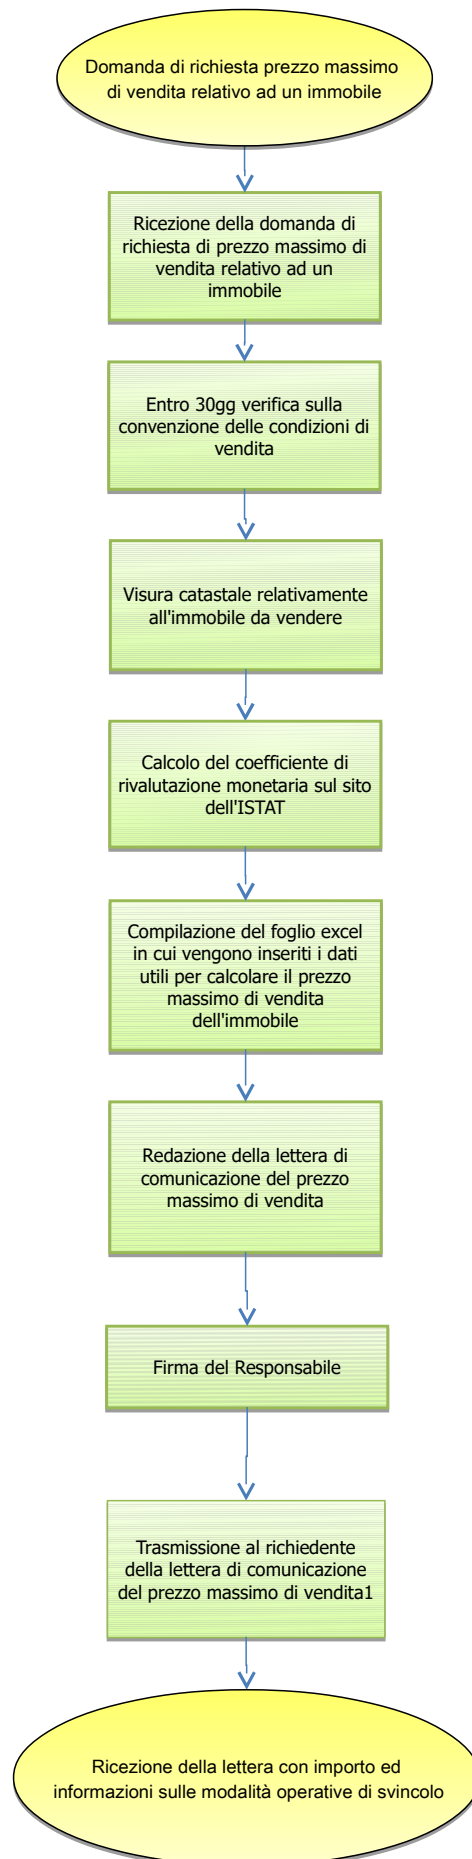 Domanda di richiesta prezzo massimo
di vendita relativo ad un immobile
Ricezione della domanda di
richiesta di prezzo massimo di
vendita relativo ad un
immobile
Entro 30gg verifica sulla
convenzione delle condizioni di
vendita
Visura catastale relativamente
all'immobile da vendere
Calcolo del coefficiente di
rivalutazione monetaria sul sito
dell'ISTAT
Compilazione del foglio excel
in cui vengono inseriti i dati
utili per calcolare il prezzo
massimo di vendita
dell'immobile
Redazione della lettera di
comunicazione del prezzo
massimo di vendita
Firma del Responsabile
Trasmissione al richiedente
della lettera di comunicazione
del prezzo massimo di vendita1
Ricezione della lettera con importo ed
informazioni sulle modalità operative di svincolo